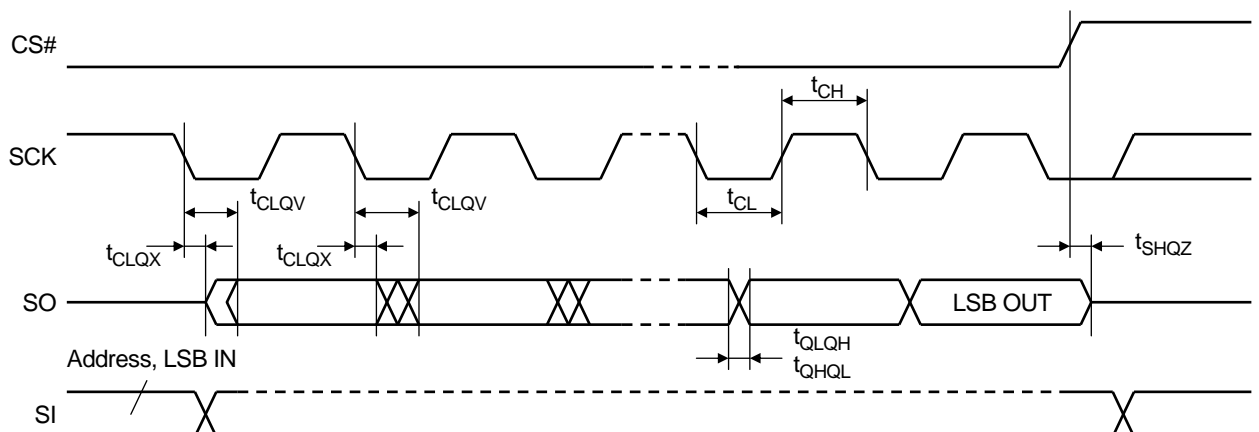 CS#
tCH
SCK
tCLQV
tCLQV
tCL
tCLQX
tCLQX
tSHQZ
SO
LSB OUT
tQLQH
tQHQL
Address, LSB IN
SI